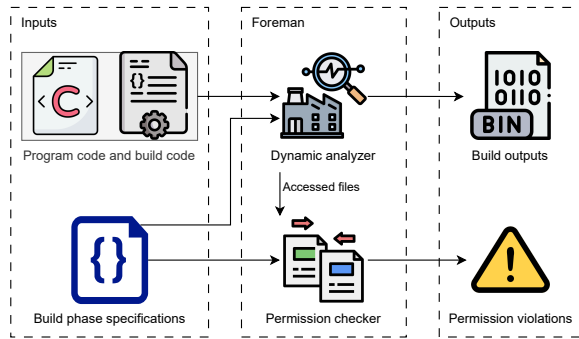 Inputs
Foreman
Outputs
C
{}
1010
0110
BIN
Program code and build code
Dynamic analyzer
Build outputs
Accessed files
{}
!
Build phase specifications
Permission checker
Permission violations